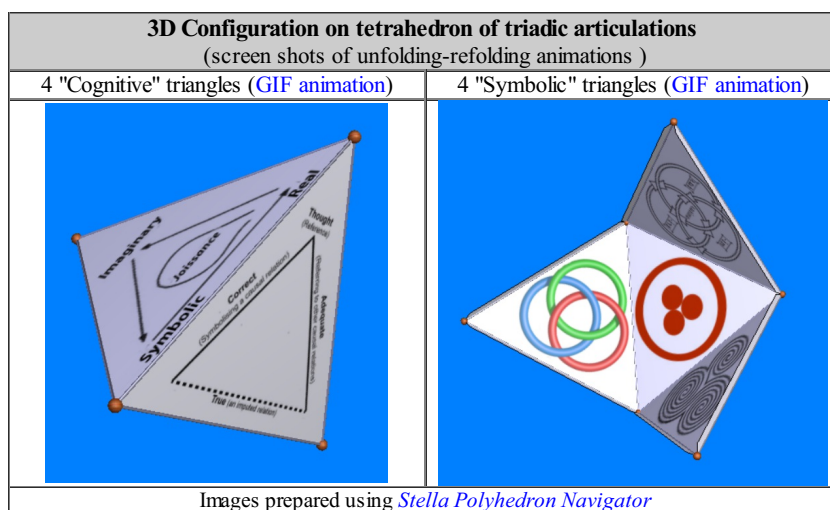 3D Configuration on tetrahedron of triadic articulations
(screen shots of unfolding-refolding animations )
4 "Cognitive" triangles (GIF animation)
4 "Symbolic" triangles (GIF animation)
Imaginary
Real
Joissance
Symbolic
Thought
(Reference)
Correct
(Symbolising a causal relation)
Adequate
True (an imputed relation)
Images prepared using Stella Polyhedron Navigator